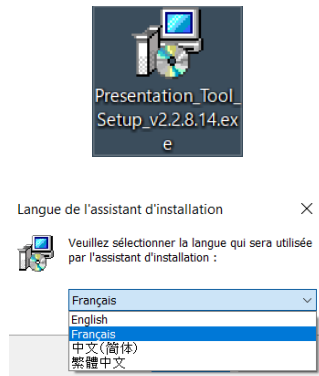 Presentation_Tool_
Setup_v2.2.8.14.ex
e
Langue de l'assistant d'installation
Veuillez sélectionner la langue qui sera utilisée
par l'assistant d'installation :
Français
English
Français
中文(简体)
繁體中文